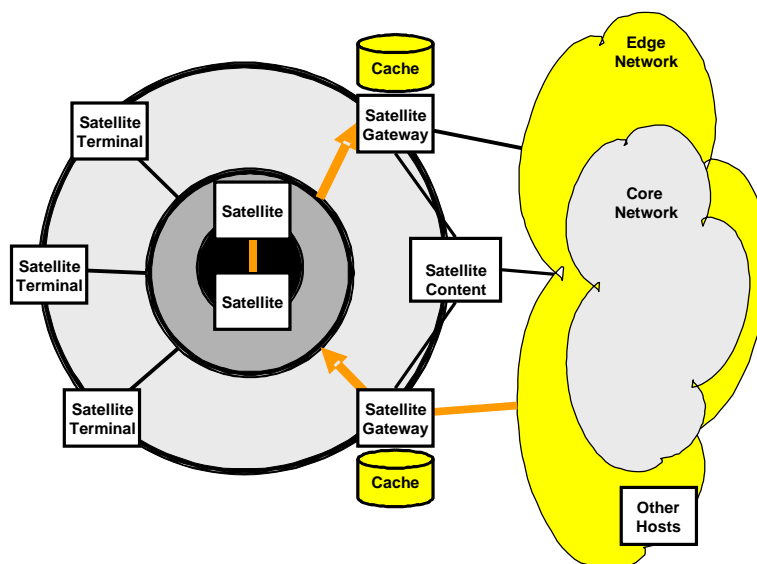 Cache
Edge
Network
Satellite
Gateway
Satellite
Terminal
Core
Network
Satellite
Satellite
Terminal
Satellite
Content
Satellite
Satellite
Terminal
Satellite
Gateway
Cache
Other
Hosts